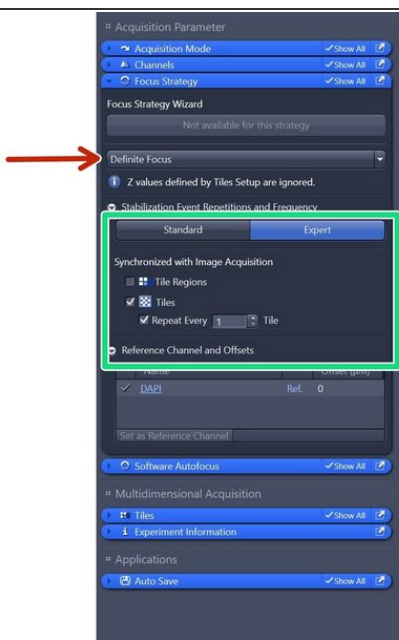 Acquisition Parameter
Acquisition Mode Show All
Channels Show All
Focus Strategy Show All
Focus Strategy Wizard
Not available for this strategy
Definite Focus
Z values defined by Tiles Setup are ignored.
Stabilization Event Repetitions and Frequency
Standard Expert
Synchronized with Image Acquisition
Tile Regions
Tiles
Repeat Every 1 Tile
Reference Channel and Offsets
Name Offset (µm)
DAPI Ref. 0
Set as Reference Channel
Software Autofocus Show All
Multidimensional Acquisition
Tiles Show All
Experiment Information Show All
Applications
Auto Save Show All